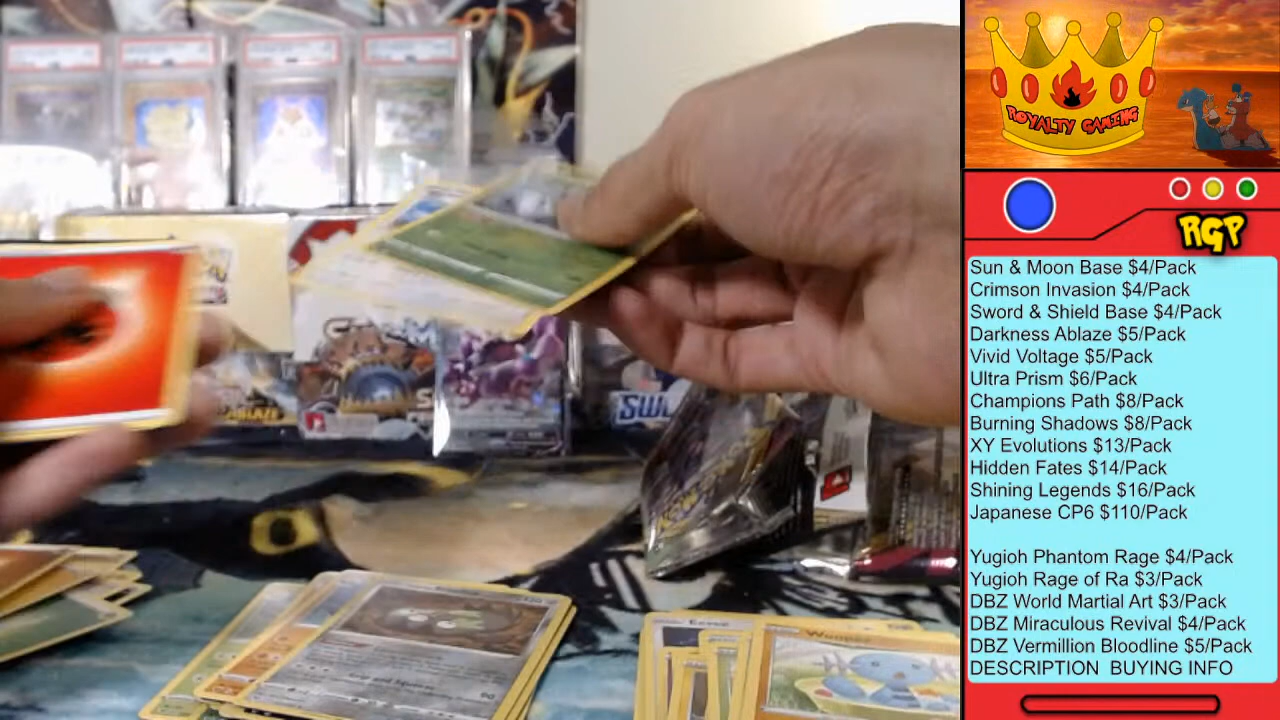 ROYALTY GAMING
RGP
Sun & Moon Base $4/Pack
Crimson Invasion $4/Pack
Sword & Shield Base $4/Pack
Darkness Ablaze $5/Pack
Vivid Voltage $5/Pack
Ultra Prism $6/Pack
Champions Path $8/Pack
Burning Shadows $8/Pack
XY Evolutions $13/Pack
Hidden Fates $14/Pack
Shining Legends $16/Pack
Japanese CP6 $110/Pack
Yugioh Phantom Rage $4/Pack
Yugioh Rage of Ra $3/Pack
DBZ World Martial Art $3/Pack
DBZ Miraculous Revival $4/Pack
DBZ Vermillion Bloodline $5/Pack
DESCRIPTION BUYING INFO
ABLAZE
Eevee
Wooper